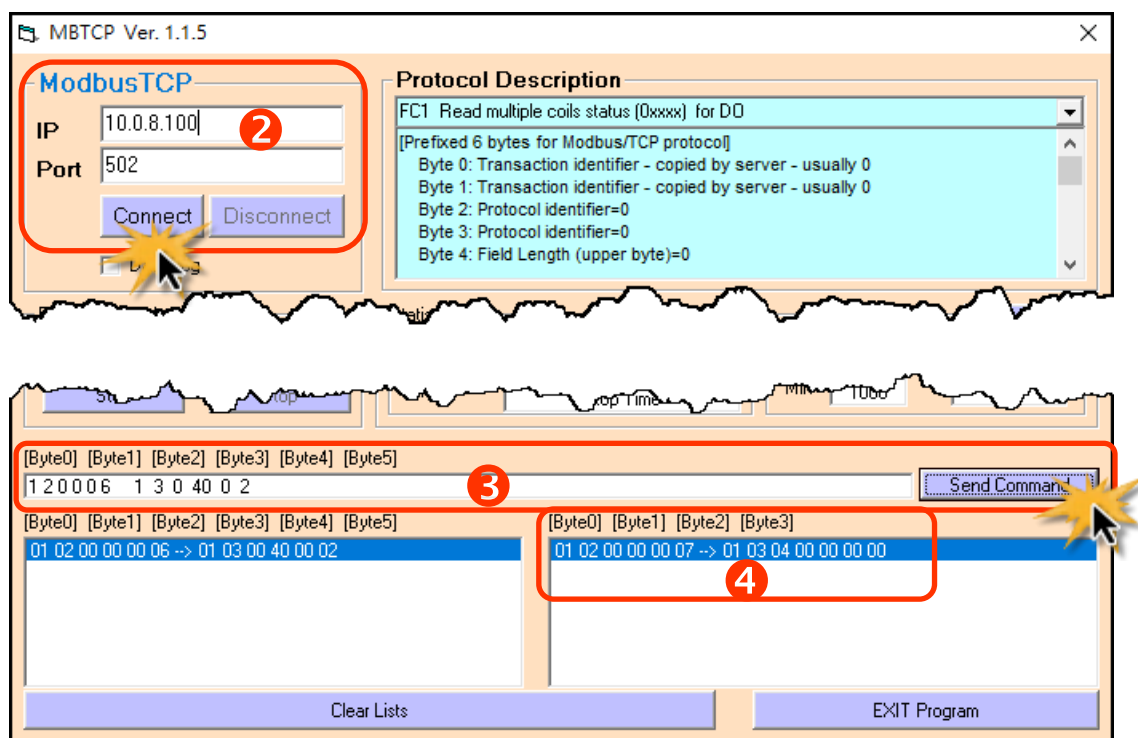 MBTCP Ver. 1.1.5
ModbusTCP
IP 10.0.8.100
2
Port 502
Connect Disconnect
Protocol Description
FC1 Read multiple coils status (0xxxx) for DO
[Prefixed 6 bytes for Modbus/TCP protocol]
Byte 0: Transaction identifier - copied by server - usually 0
Byte 1: Transaction identifier - copied by server - usually 0
Byte 2: Protocol identifier=0
Byte 3: Protocol identifier=0
Byte 4: Field Length (upper byte)=0
[Byte0] [Byte1] [Byte2] [Byte3] [Byte4] [Byte5]
1 2 0 0 0 6 1 3 0 40 0 2
3
Send Command
[Byte0] [Byte1] [Byte2] [Byte3] [Byte4] [Byte5]
01 02 00 00 00 06 --> 01 03 00 40 00 02
[Byte0] [Byte1] [Byte2] [Byte3]
01 02 00 00 00 07 --> 01 03 04 00 00 00 00
4
Clear Lists
EXIT Program